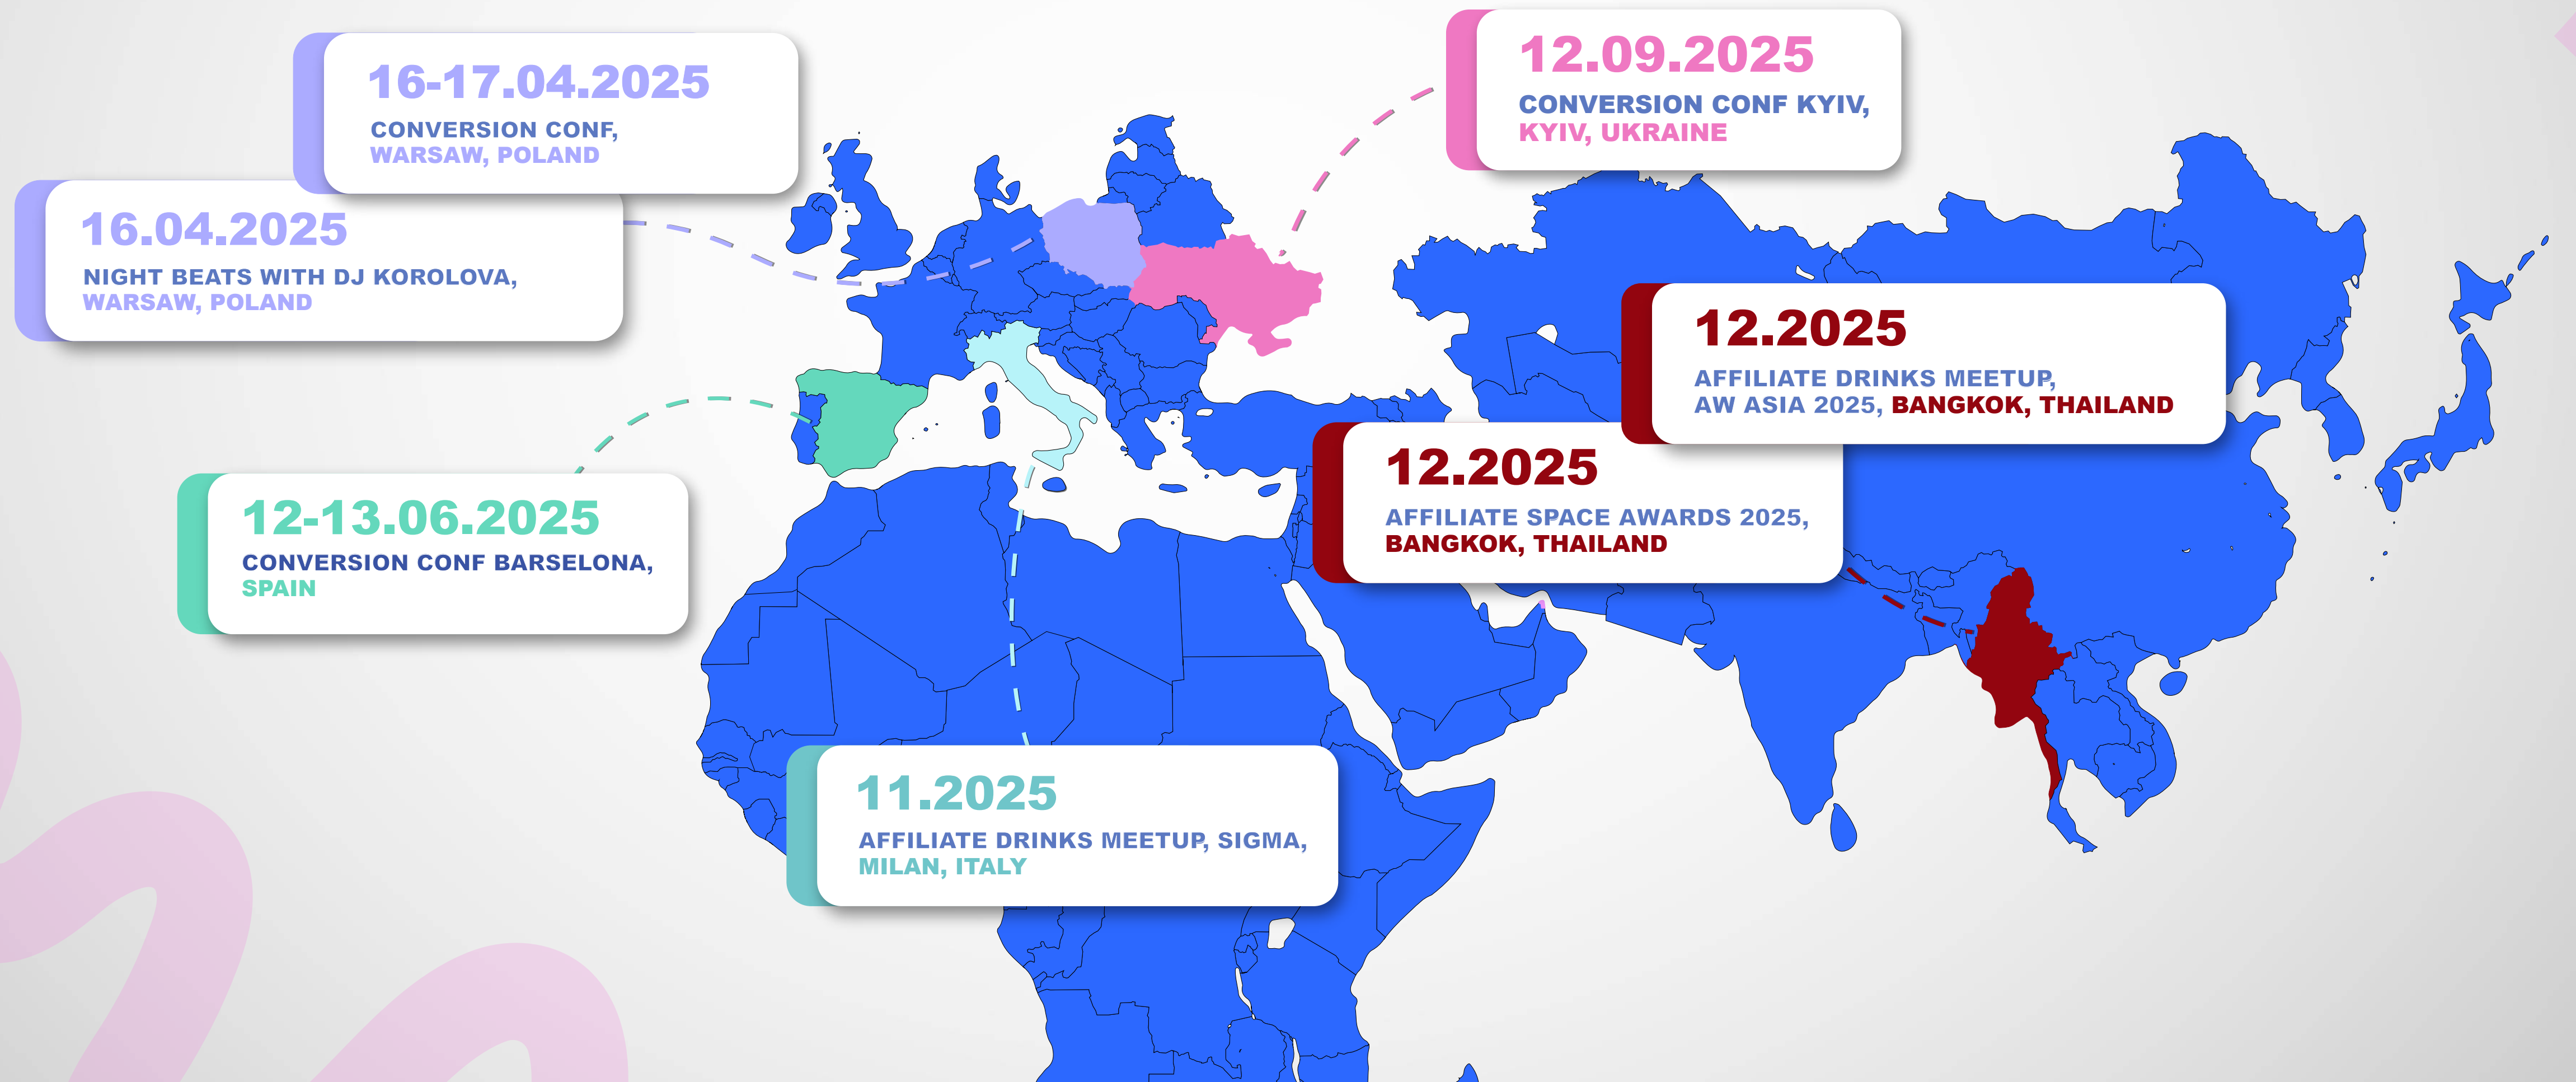 16-17.04.2025
CONVERSION CONF,
WARSAW, POLAND
16.04.2025
NIGHT BEATS WITH DJ KOROLOVA,
WARSAW, POLAND
12.09.2025
CONVERSION CONF KYIV,
KYIV, UKRAINE
12.2025
AFFILIATE DRINKS MEETUP,
AW ASIA 2025, BANGKOK, THAILAND
12.2025
AFFILIATE SPACE AWARDS 2025,
BANGKOK, THAILAND
12-13.06.2025
CONVERSION CONF BARSELONA,
SPAIN
11.2025
AFFILIATE DRINKS MEETUP, SIGMA,
MILAN, ITALY